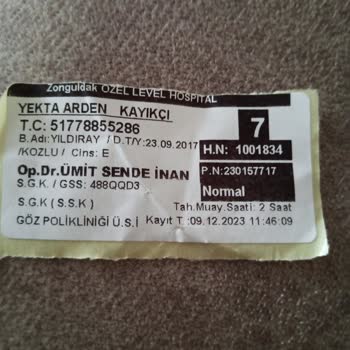 Zonguldak ÖZEL LEVEL HOSPITAL
YEKTA ARDEN KAYIKÇI
T.C: 51778855286
7
B.Adı:YILDIRAY / D.T/Y:23.09.2017
/KOZLU / Cins: E
H.N: 1001834
Op.Dr.ÜMİT SENDE İNAN
P.N:230157717
S.G.K / GSS: 488QQD3
Normal
S.G.K ( S.S.K )
Tah.Muay.Saati: 2 Saat
GÖZ POLİKLİNİĞİ Ü.S.İ Kayıt T :09.12.2023 11:46:09